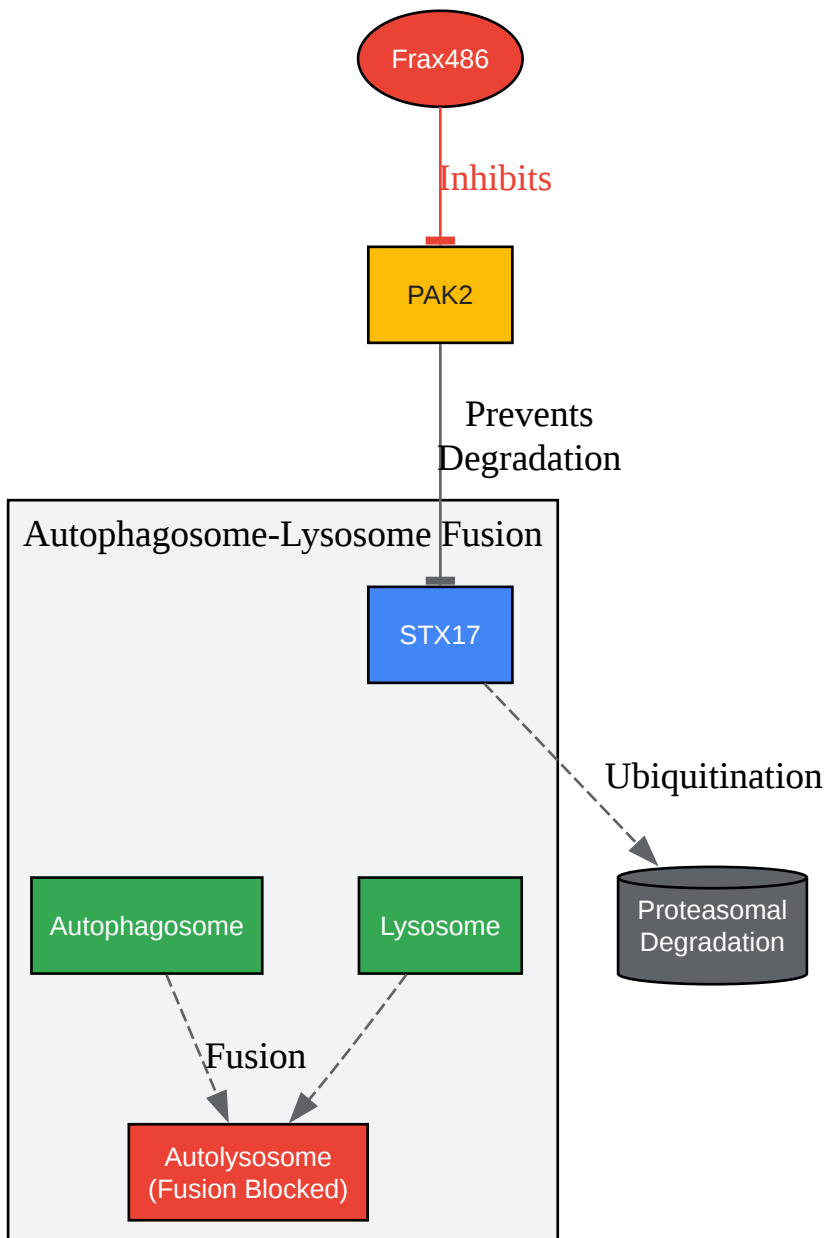 Frax486
Inhibits
PAK2
Prevents
Degradation
Autophagosome-Lysosome Fusion
STX17
Ubiquitination
Autophagosome
Lysosome
Proteasomal
Degradation
Fusion
Autolysosome
(Fusion Blocked)